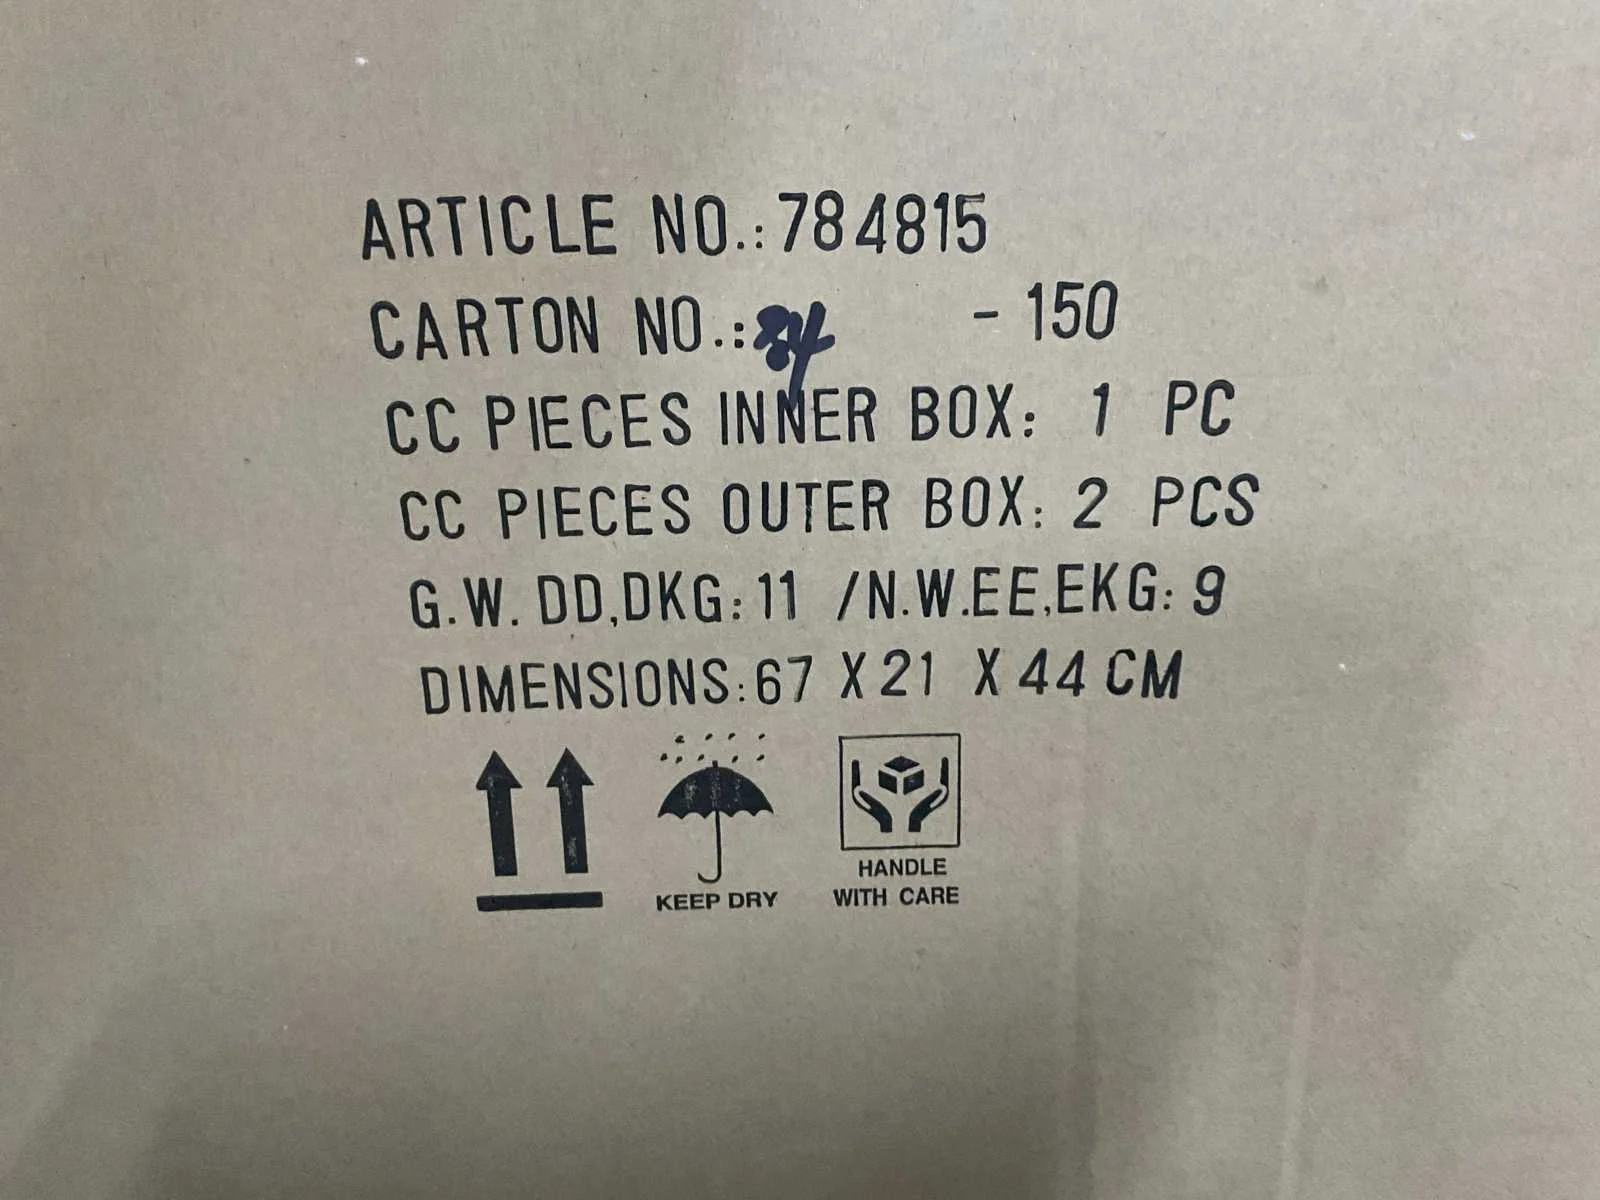 ARTICLE NO.:784815
CARTON NO.:84 - 150
CC PIECES INNER BOX: 1 PC
CC PIECES OUTER BOX: 2 PCS
G.W. DD,DKG: 11 /N.W.EE,EKG: 9
DIMENSIONS:67 X 21 X 44 CM
KEEP DRY
HANDLE
WITH CARE